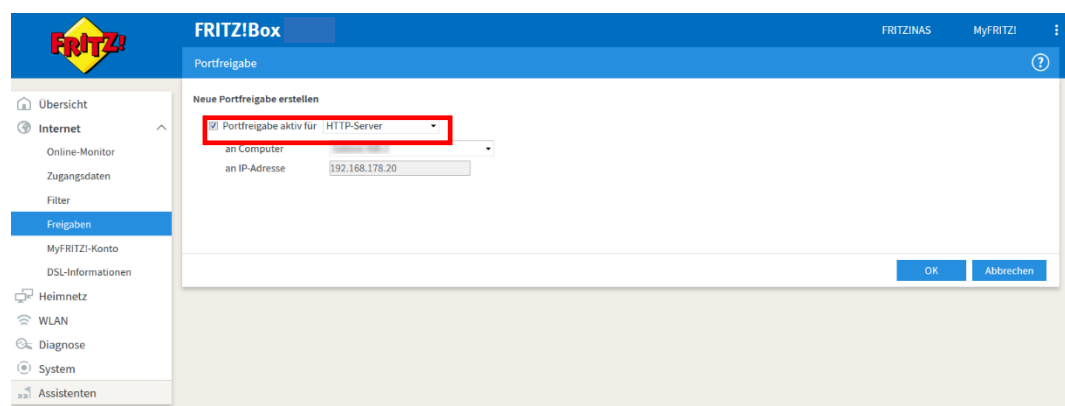 FRITZ!
FRITZ!Box
FRITZ!NAS
MyFRITZ!
Portfreigabe
Übersicht
Internet
Online-Monitor
Zugangsdaten
Filter
Freigaben
MyFRITZ!-Konto
DSL-Informationen
Heimnetz
WLAN
Diagnose
System
Assistenten
Neue Portfreigabe erstellen
Portfreigabe aktiv für HTTP-Server
an Computer
an IP-Adresse 192.168.178.20
OK Abbrechen